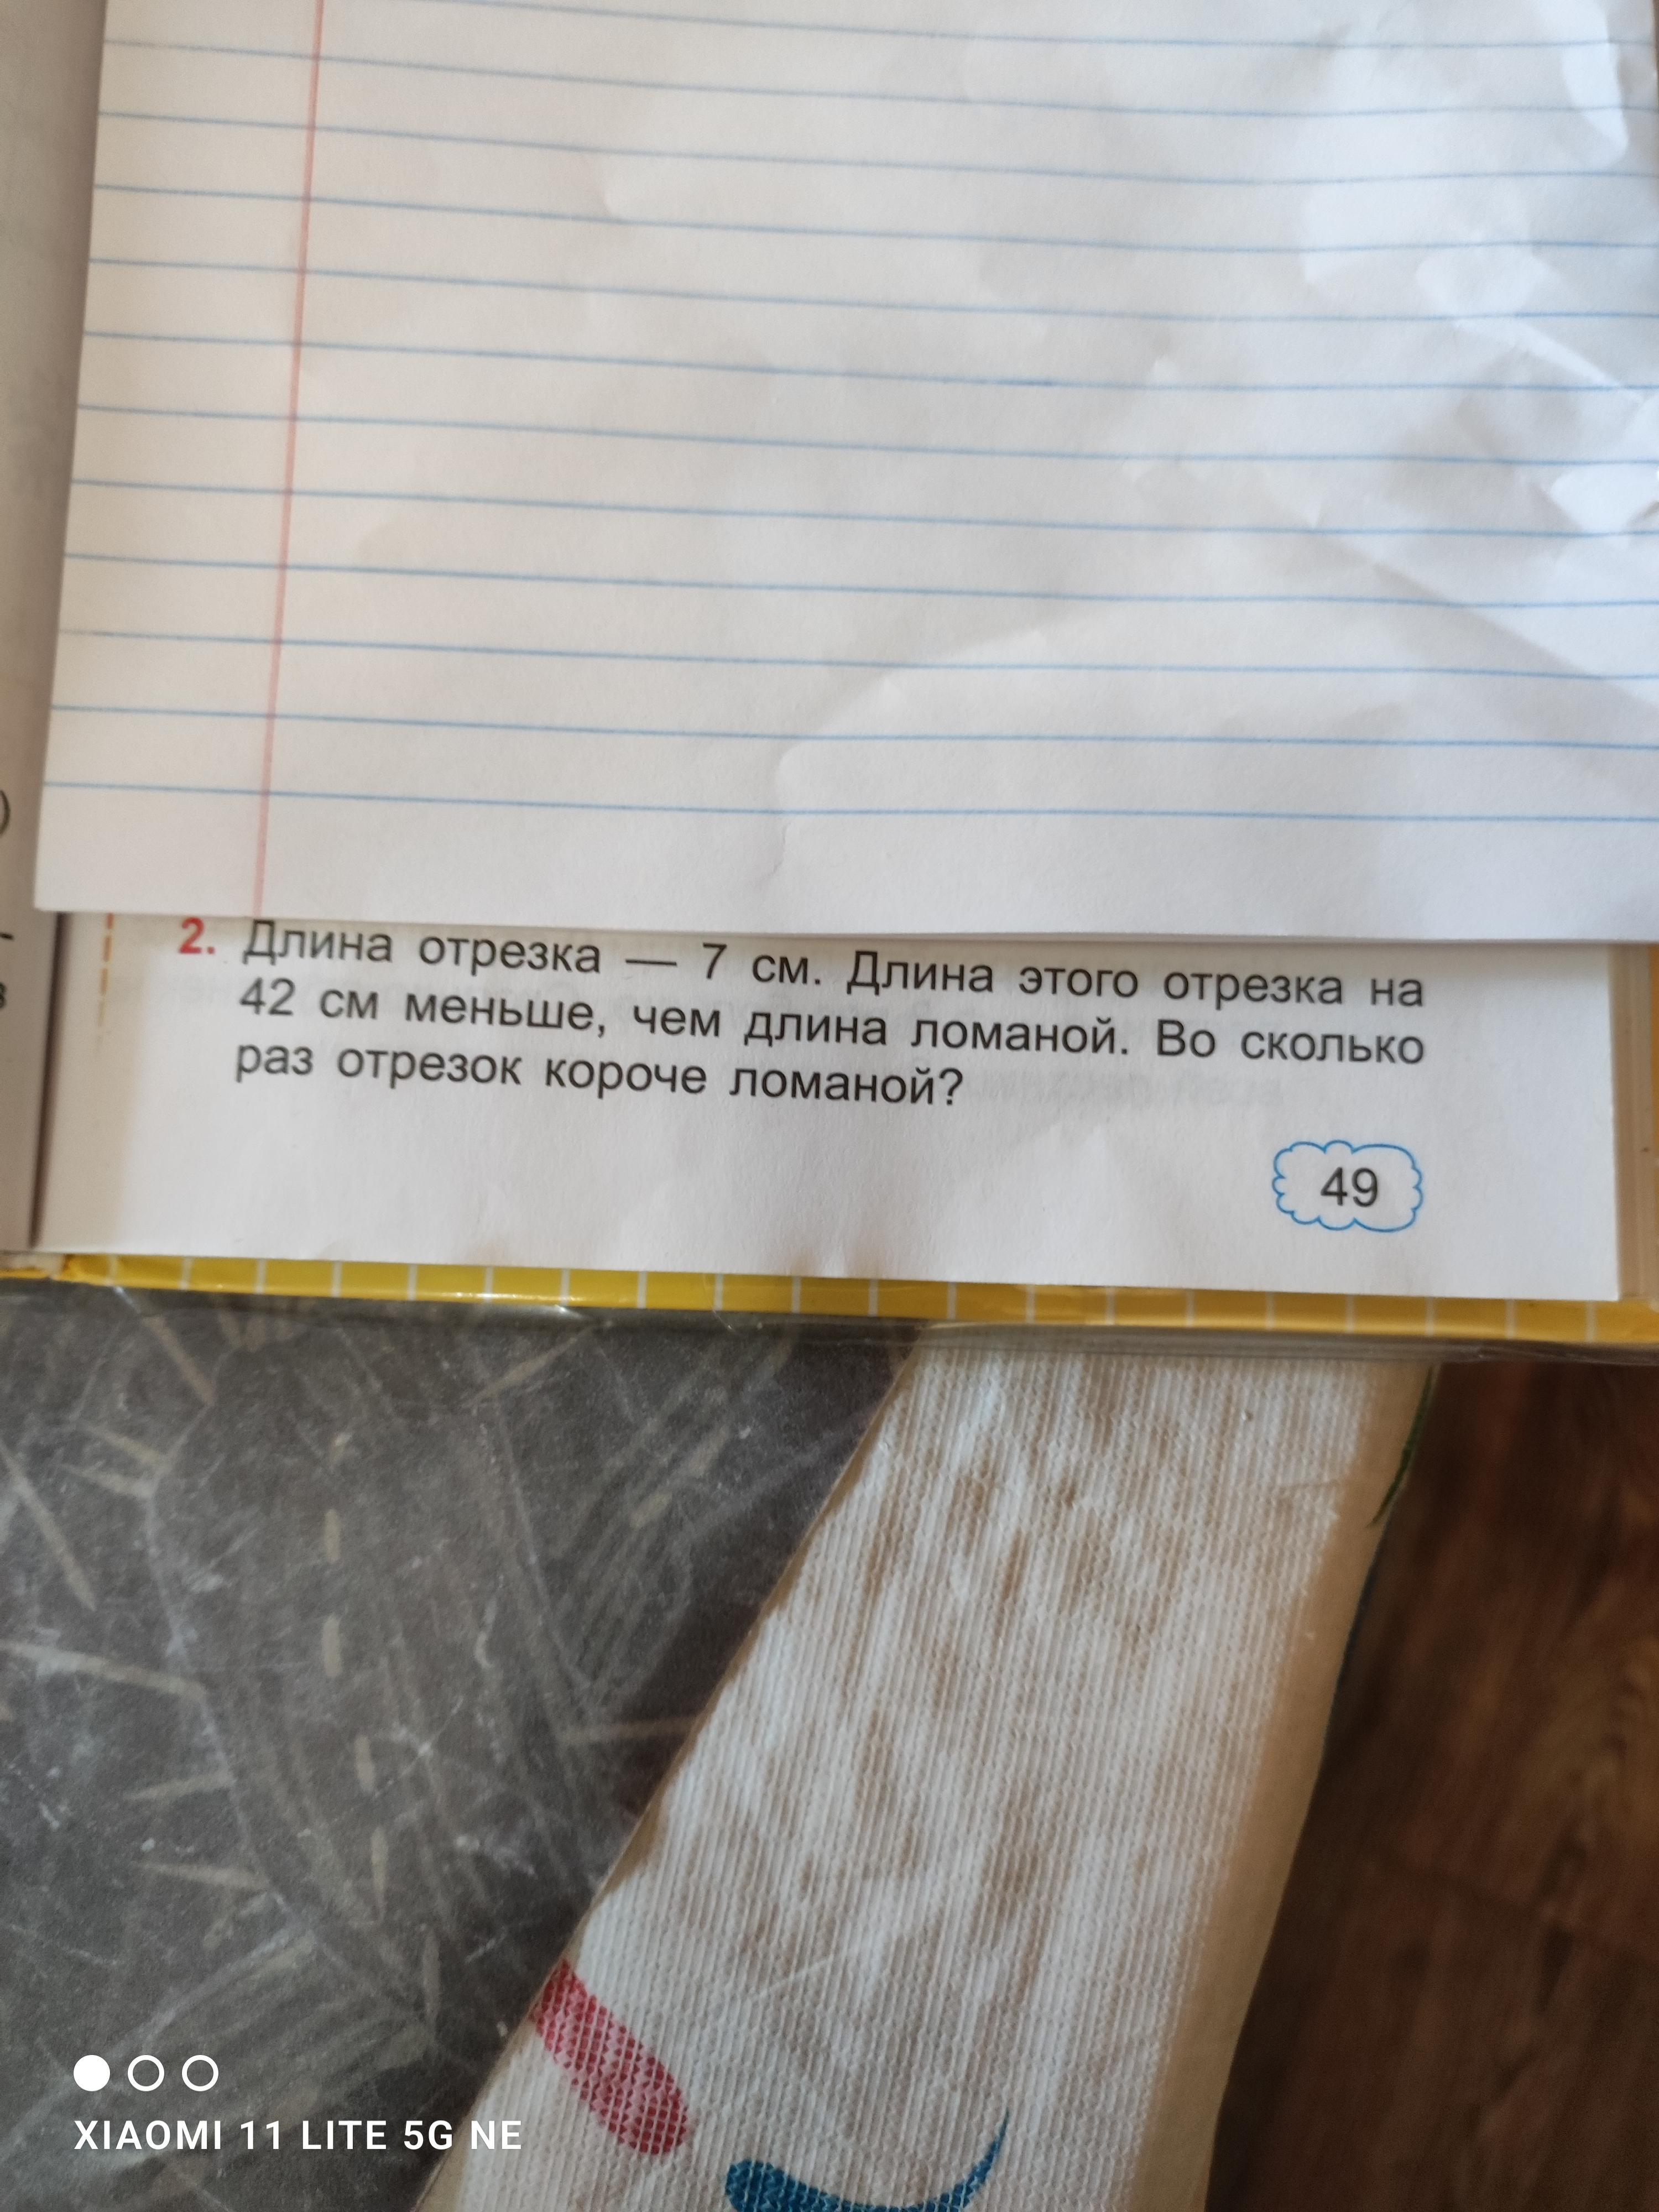 2. Длина отрезка — 7 см. Длина этого отрезка на
42 см меньше, чем длина ломаной. Во сколько
раз отрезок короче ломаной?
49
XIAOMI 11 LITE 5G NE